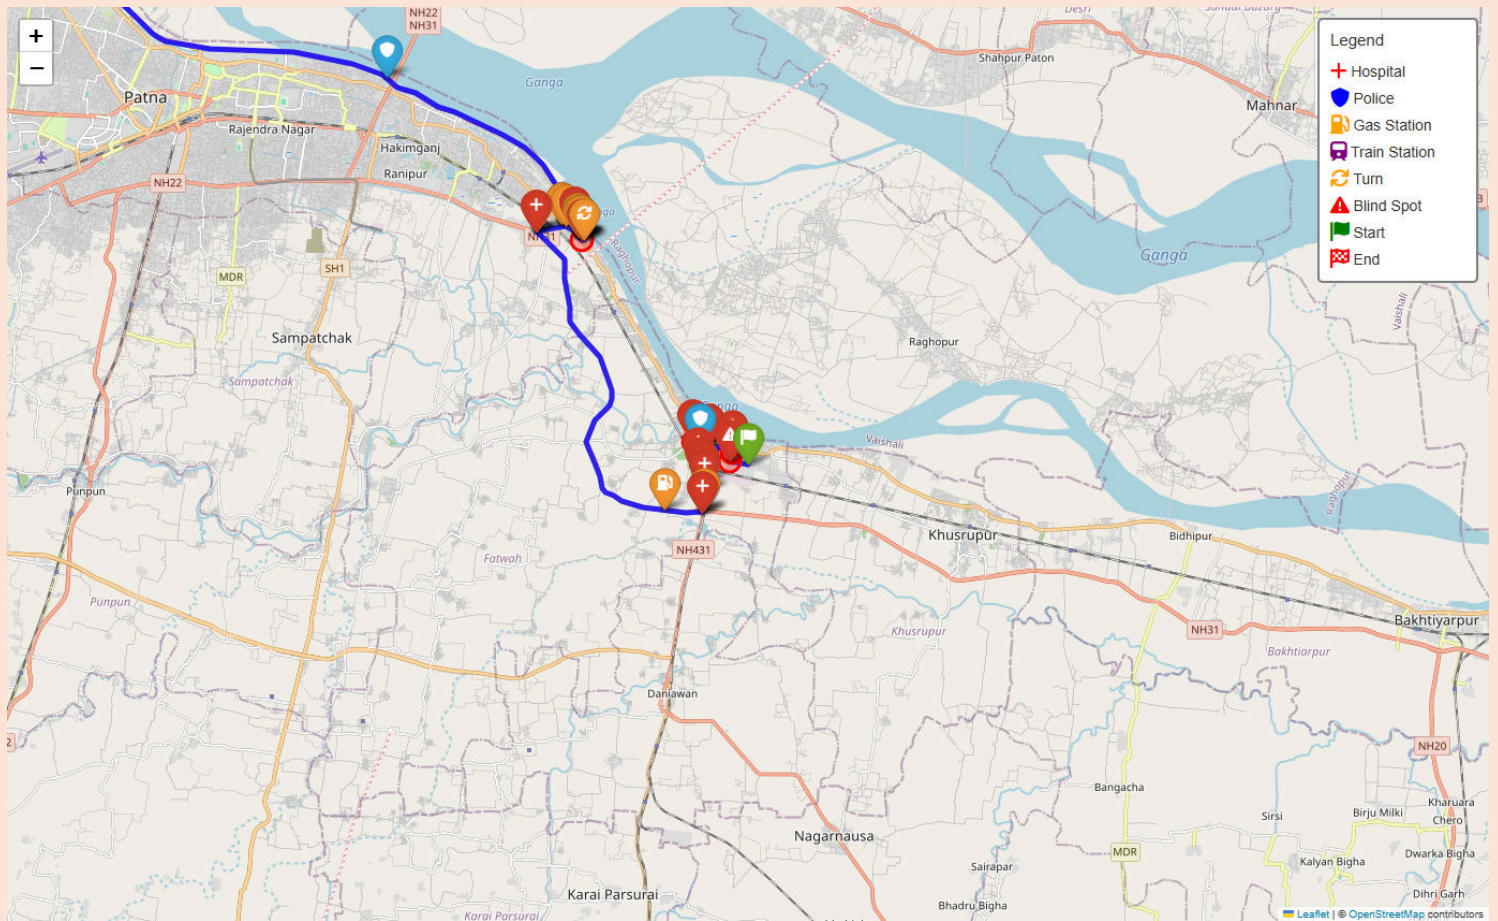 NH22
NH31
Desri
+
−
Shahpur Paton
Ganga
Patna
Mahnar
Rajendra Nagar
Hakimganj
Ranipur
NH22
Raghopur
Ganga
SH1
MDR
Sampatchak
Sampatchak
Raghopur
Vaishali
Ganga
Vaishali
Punpun
Raghopur
Khusrupur
Bidhipur
NH431
Fatwah
Punpun
Bakhtiyarpur
NH31
Khusrupur
Bakhtiarpur
Daniawan
NH20
Bangacha
Kharuara
Chero
Birju Milki
Sirsi
Nagarnausa
MDR
Kalyan Bigha
Dwarka Bigha
Sairapar
Karai Parsurai
Dihri Garh
Bhadru Bigha
Karai Parsurai
Legend
Hospital
Police
Gas Station
Train Station
Turn
Blind Spot
Start
End
Leaflet | © OpenStreetMap contributors